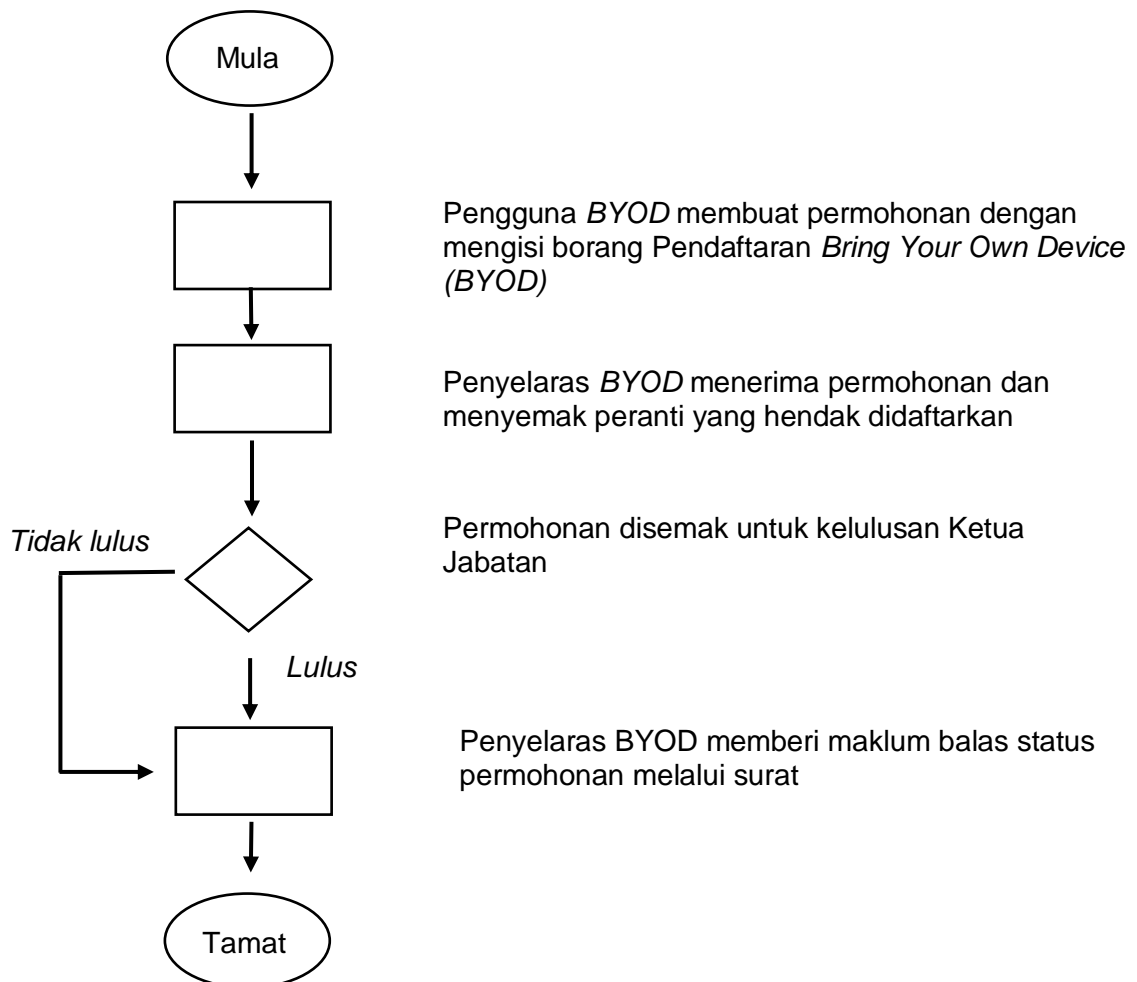 Mula
Pengguna BYOD membuat permohonan dengan
mengisi borang Pendaftaran Bring Your Own Device
(BYOD)
Penyelaras BYOD menerima permohonan dan
menyemak peranti yang hendak didaftarkan
Permohonan disemak untuk kelulusan Ketua
Jabatan
Tidak lulus
Lulus
Penyelaras BYOD memberi maklum balas status
permohonan melalui surat
Tamat